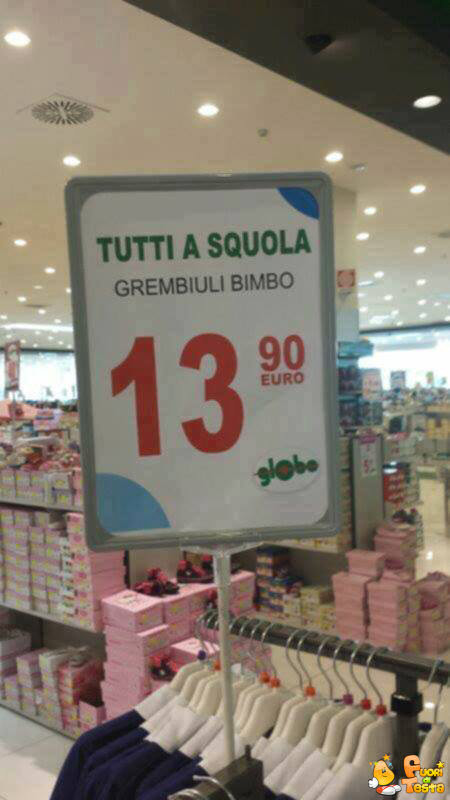 TUTTI A SQUOLA
GREMBIULI BIMBO
13 90
EURO
globo
FUORI
di
TESTA